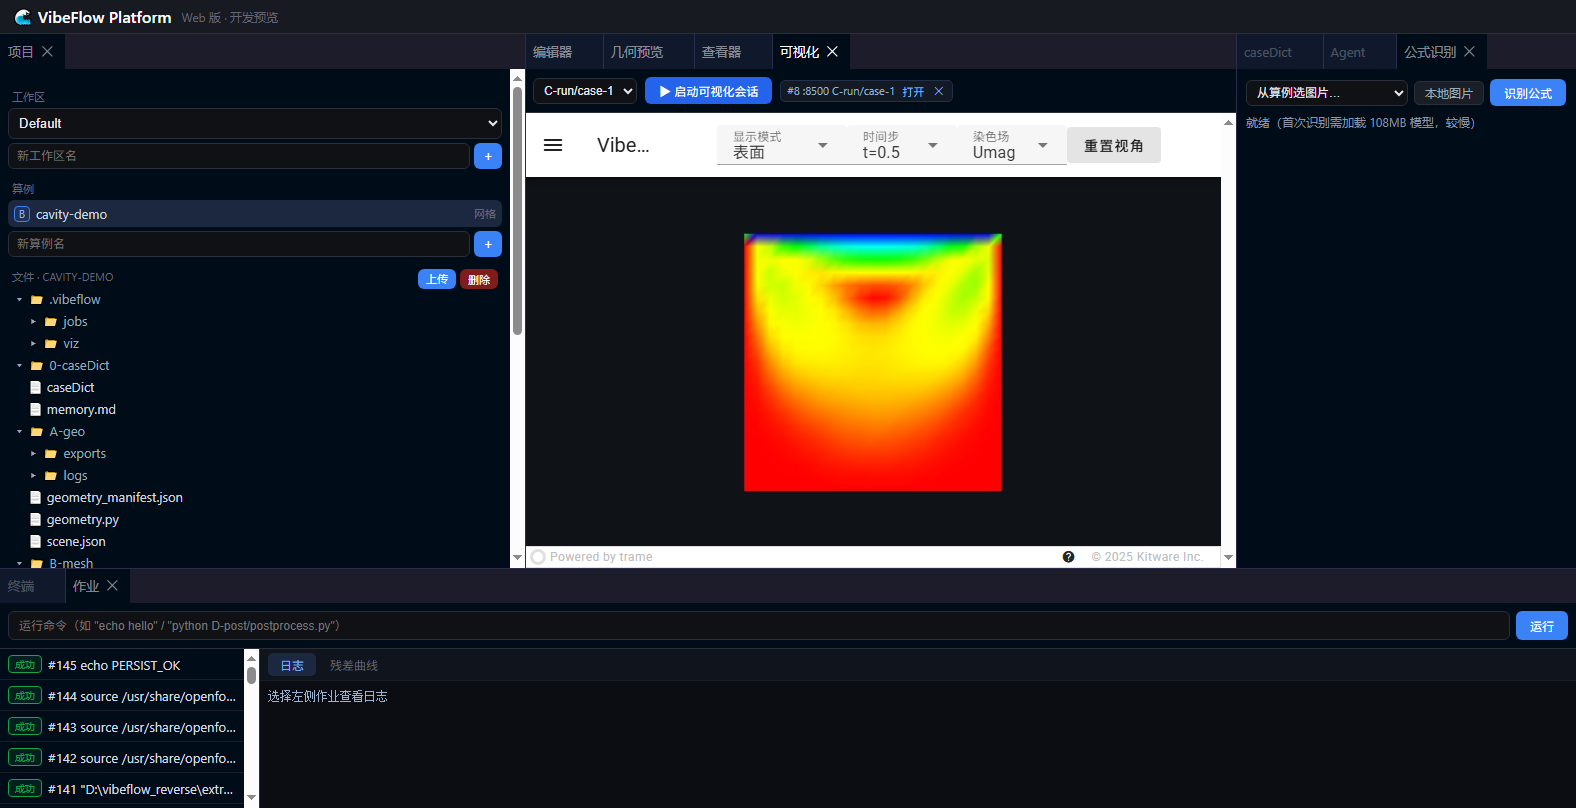 VibeFlow Platform Web 版 · 开发预览
项目
工作区
Default
新工作区名
+
算例
B cavity-demo 网格
新算例名
+
文件 · CAVITY-DEMO 上传 删除
.vibeflow
jobs
viz
0-caseDict
caseDict
memory.md
A-geo
exports
logs
geometry_manifest.json
geometry.py
scene.json
B-mesh
编辑器 几何预览 查看器 可视化
C-run/case-1 ▶ 启动可视化会话 #8 :8500 C-run/case-1 打开
Vibe...
显示模式
表面
时间步
t=0.5
染色场
Umag
重置视角
Powered by trame © 2025 Kitware Inc.
caseDict Agent 公式识别
从算例选图片... 本地图片 识别公式
就绪（首次识别需加载 108MB 模型，较慢）
终端 作业
运行命令（如 "echo hello" / "python D-post/postprocess.py"） 运行
成功 #145 echo PERSIST_OK
成功 #144 source /usr/share/openfo...
成功 #143 source /usr/share/openfo...
成功 #142 source /usr/share/openfo...
成功 #141 "D:\vibeflow_reverse\extr...
日志 残差曲线
选择左侧作业查看日志